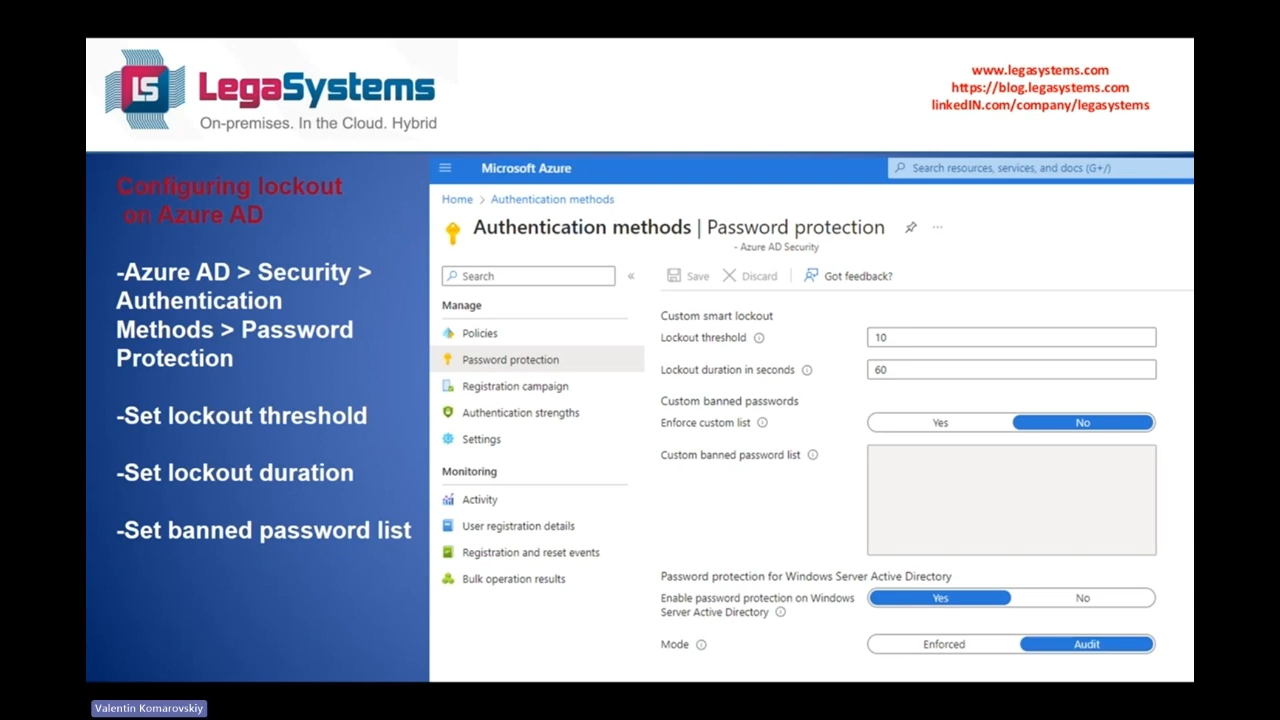 LS
LegaSystems
On-premises. In the Cloud. Hybrid
www.legasystems.com
https://blog.legasystems.com
linkedIN.com/company/legasystems
Configuring lockout
on Azure AD
-Azure AD > Security >
Authentication
Methods > Password
Protection
-Set lockout threshold
-Set lockout duration
-Set banned password list
Microsoft Azure
Search resources, services, and docs (G+/)
Home > Authentication methods
Authentication methods | Password protection
- Azure AD Security
Search
«
Manage
Policies
Password protection
Registration campaign
Authentication strengths
Settings
Monitoring
Activity
User registration details
Registration and reset events
Bulk operation results
Save
Discard
Got feedback?
Custom smart lockout
Lockout threshold
10
Lockout duration in seconds
60
Custom banned passwords
Enforce custom list
Yes
No
Custom banned password list
Password protection for Windows Server Active Directory
Enable password protection on Windows
Server Active Directory
Yes
No
Mode
Enforced
Audit
Valentin Komarovskiy